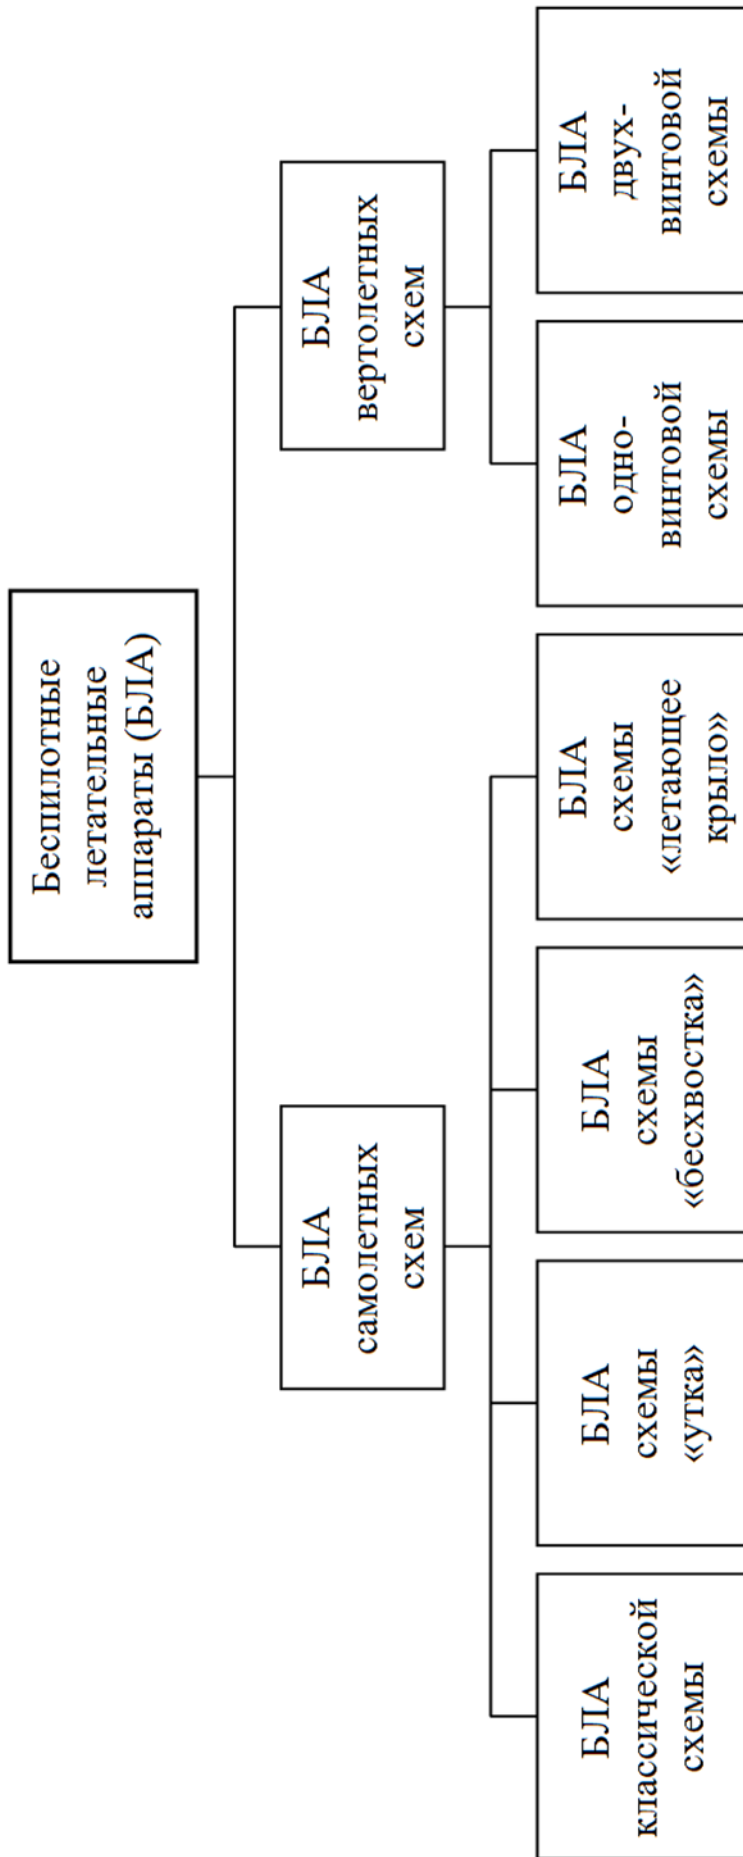 Беспилотные
летательные
аппараты (БЛА)
БЛА
самолетных
схем
БЛА
вертолетных
схем
БЛА
классической
схемы
БЛА
схемы
«утка»
БЛА
схемы
«бесхвостка»
БЛА
схемы
«летающее
крыло»
БЛА
одно-
винтовой
схемы
БЛА
двух-
винтовой
схемы